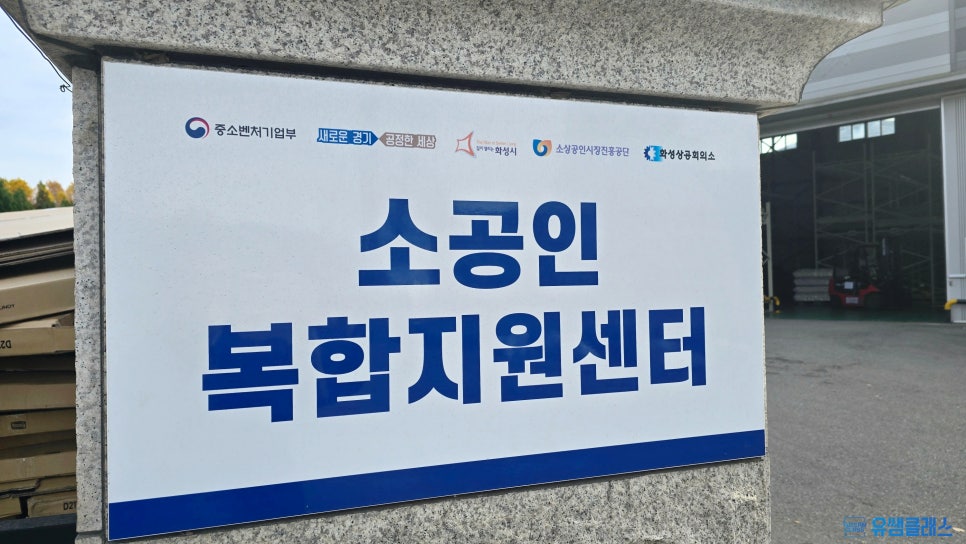 중소벤처기업부 새로운 경기 공정한 세상 화성시 소상공인시장진흥공단 화성상공회의소
소공인
복합지원센터
유쌤클래스